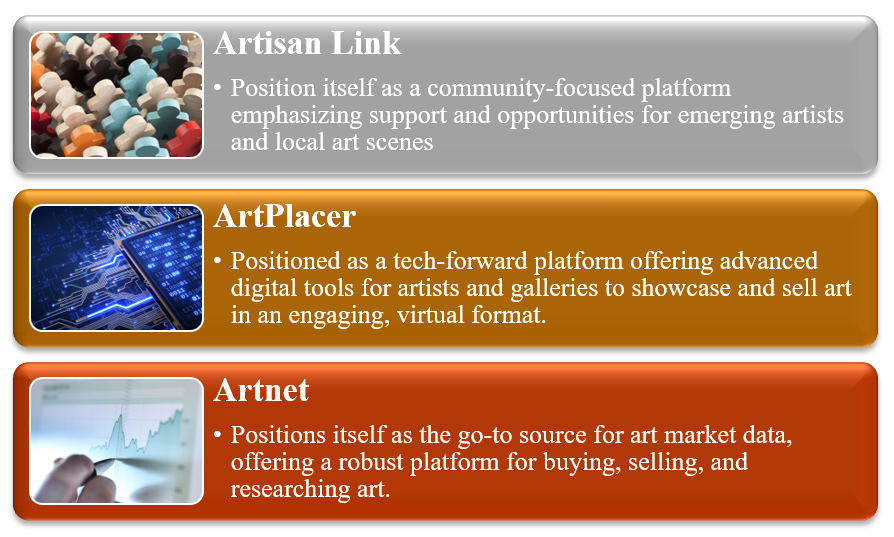 Artisan Link
• Position itself as a community-focused platform
emphasizing support and opportunities for emerging artists
and local art scenes
ArtPlacer
• Positioned as a tech-forward platform offering advanced
digital tools for artists and galleries to showcase and sell art
in an engaging, virtual format.
Artnet
• Positions itself as the go-to source for art market data,
offering a robust platform for buying, selling, and
researching art.